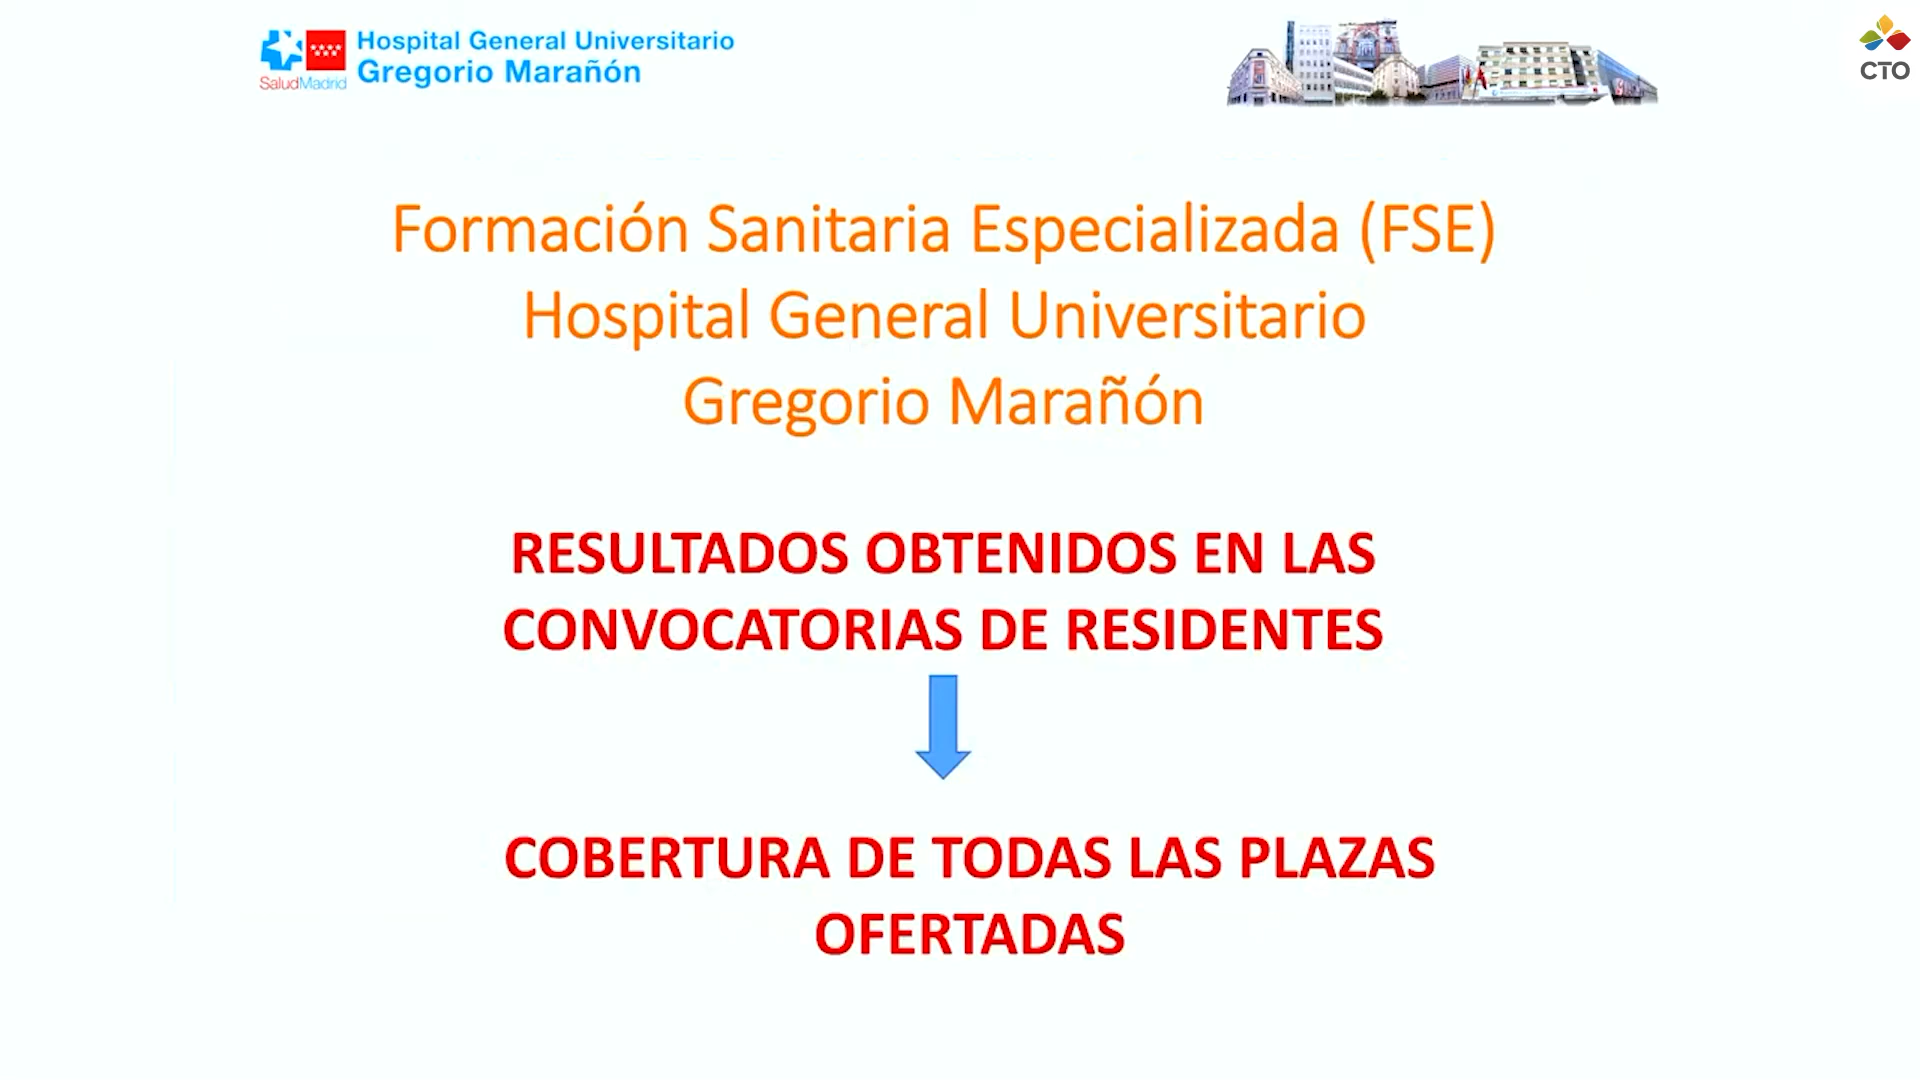 Hospital General Universitario
Gregorio Marañón
SaludMadrid
CTO
Formación Sanitaria Especializada (FSE)
Hospital General Universitario
Gregorio Marañón
RESULTADOS OBTENIDOS EN LAS
CONVOCATORIAS DE RESIDENTES
COBERTURA DE TODAS LAS PLAZAS
OFERTADAS